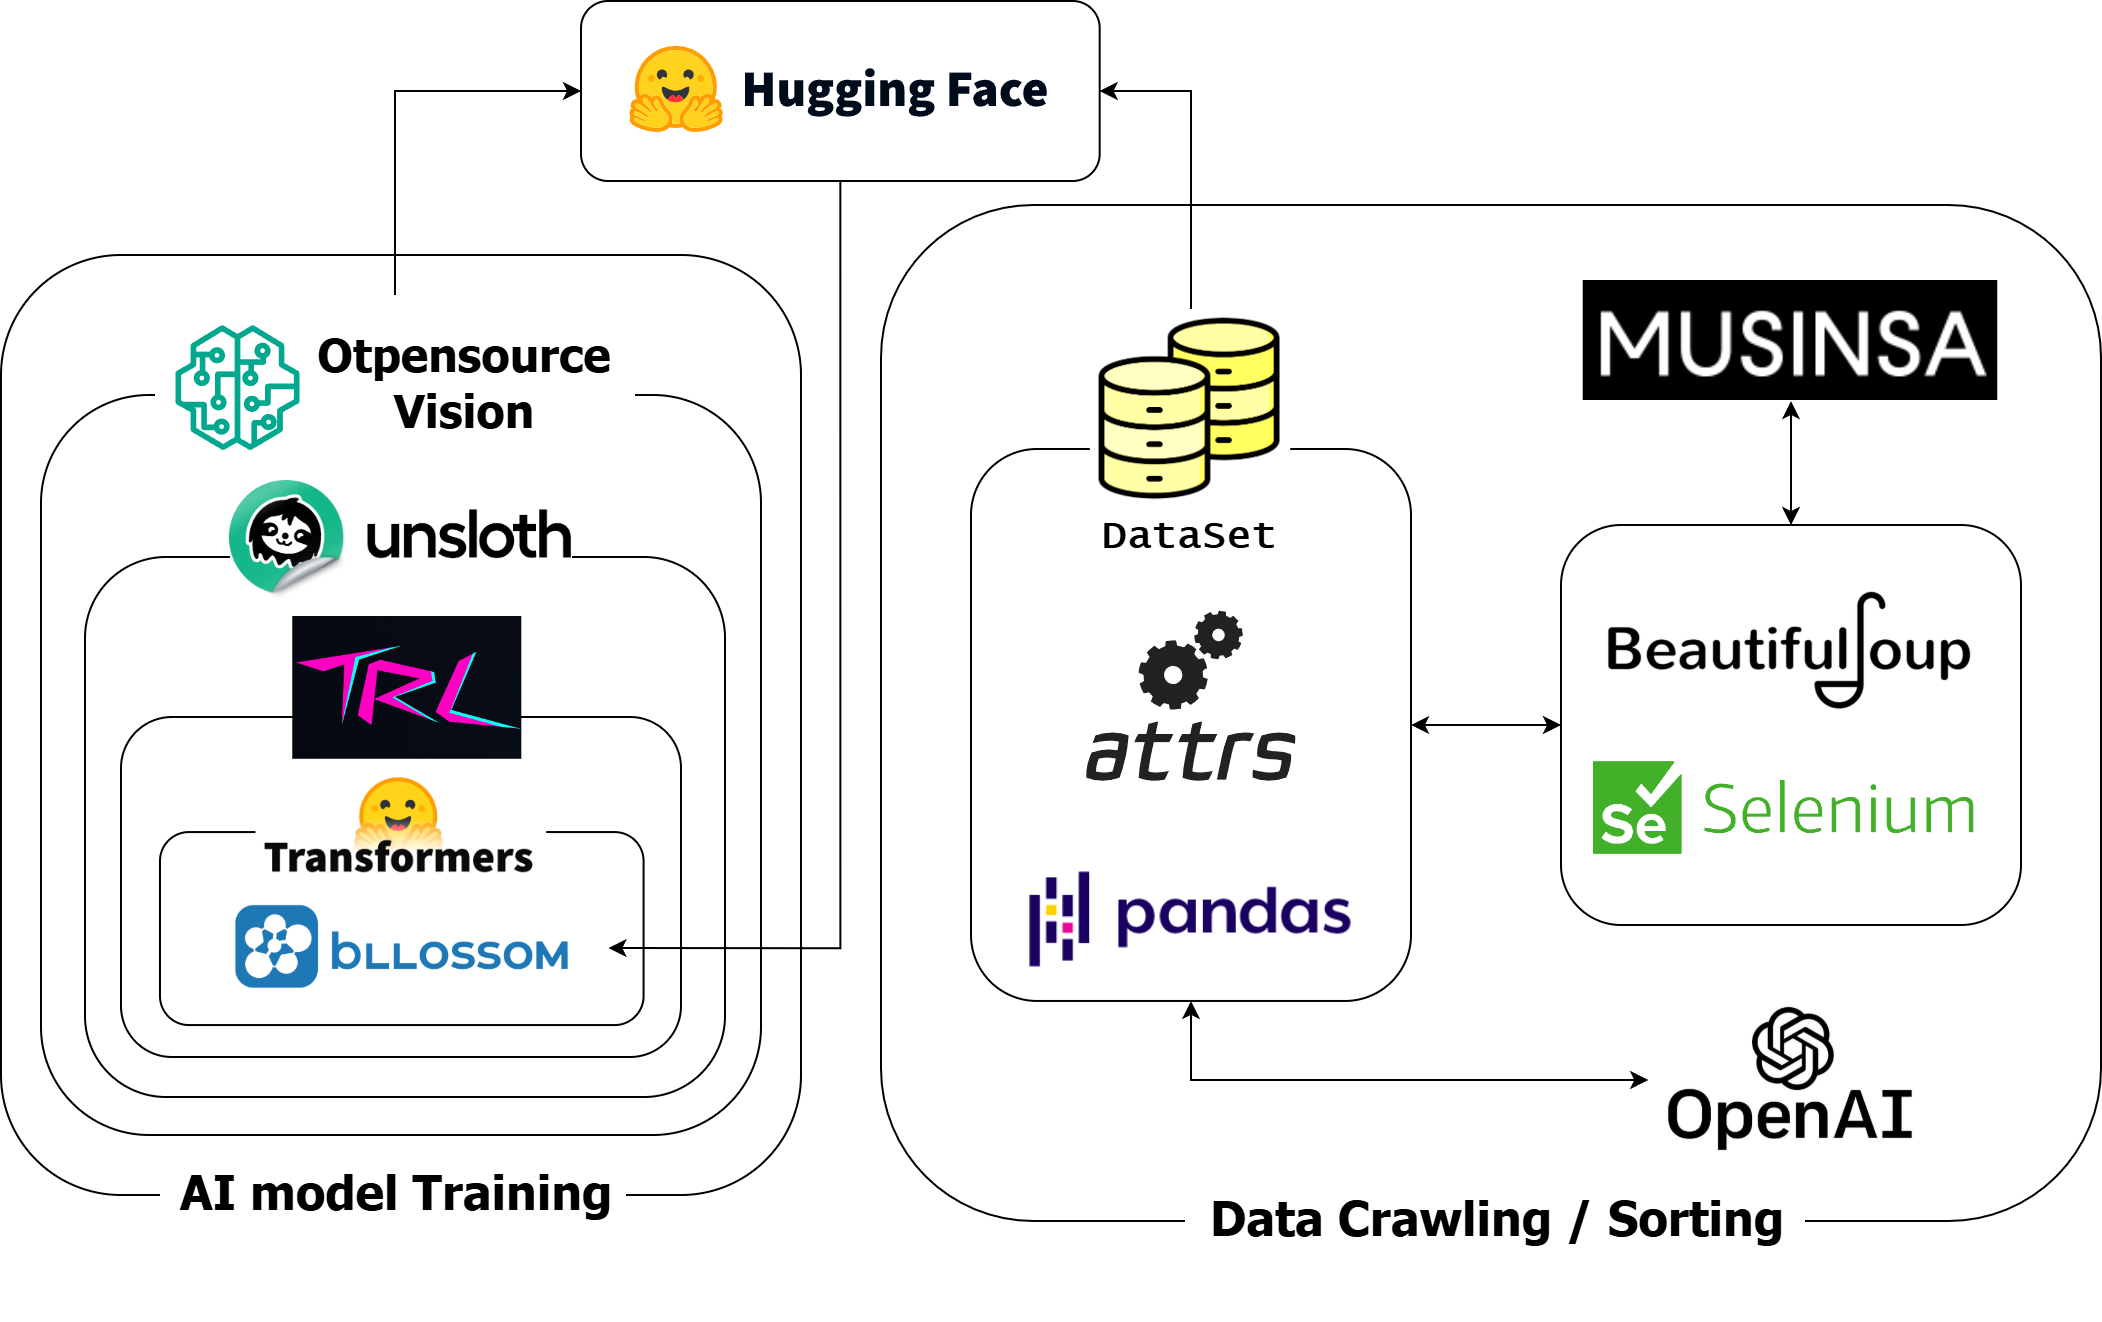 Hugging Face
Otpensource
Vision
unsloth
TRL
Transformers
bLLOSSOM
AI model Training
DataSet
attrs
pandas
MUSINSA
BeautifulSoup
Se Selenium
OpenAI
Data Crawling / Sorting